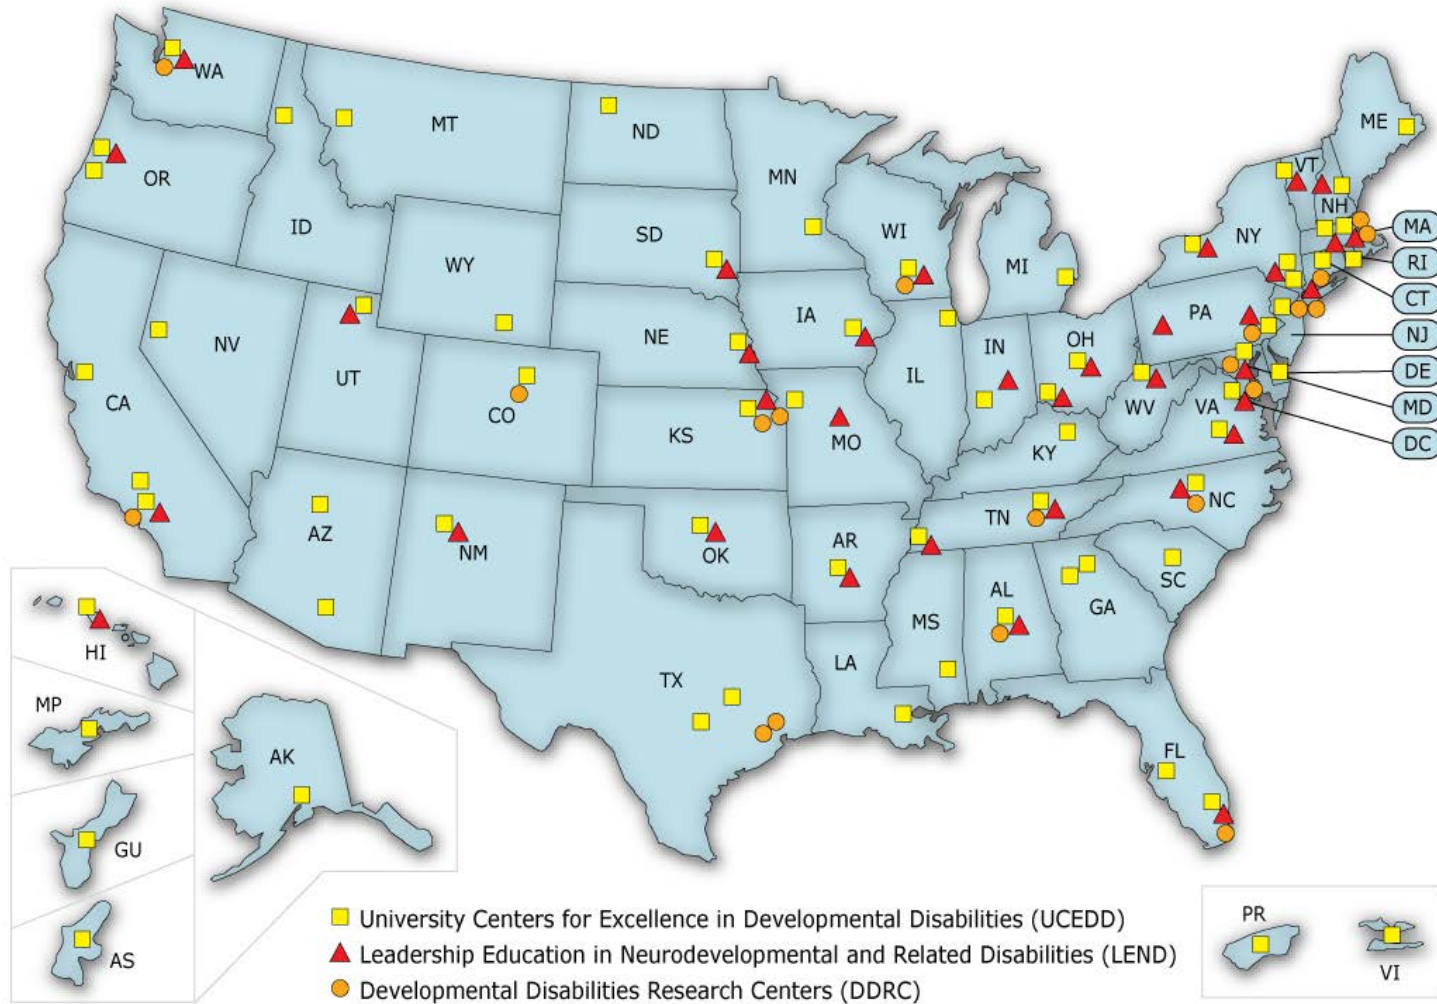 WA
MT
ND
MN
ME
OR
ID
SD
WI
MI
NY
VT
NH
MA
RI
CT
NJ
DE
MD
DC
WY
NV
UT
CO
NE
IA
IL
IN
OH
PA
WV
VA
CA
KS
MO
KY
NC
TN
SC
AZ
NM
OK
AR
MS
AL
GA
TX
LA
FL
HI
MP
GU
AS
AK
PR
VI
University Centers for Excellence in Developmental Disabilities (UCEDD)
Leadership Education in Neurodevelopmental and Related Disabilities (LEND)
Developmental Disabilities Research Centers (DDRC)